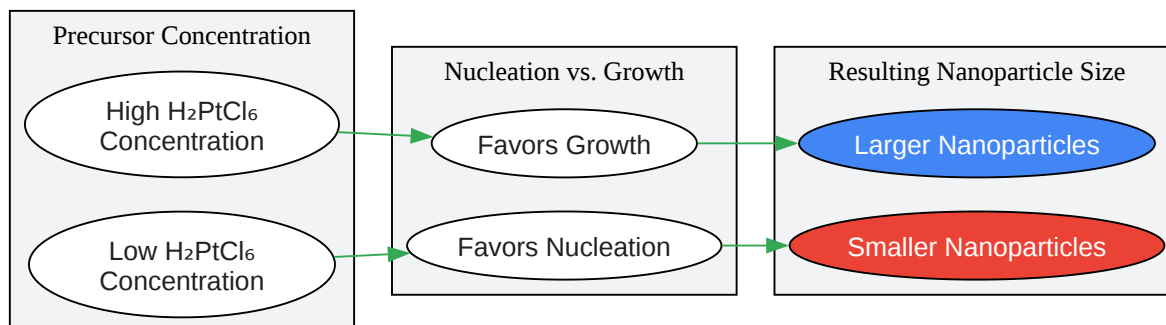 Precursor Concentration
High H₂PtCl₆
Concentration
Low H₂PtCl₆
Concentration
Nucleation vs. Growth
Favors Growth
Favors Nucleation
Resulting Nanoparticle Size
Larger Nanoparticles
Smaller Nanoparticles